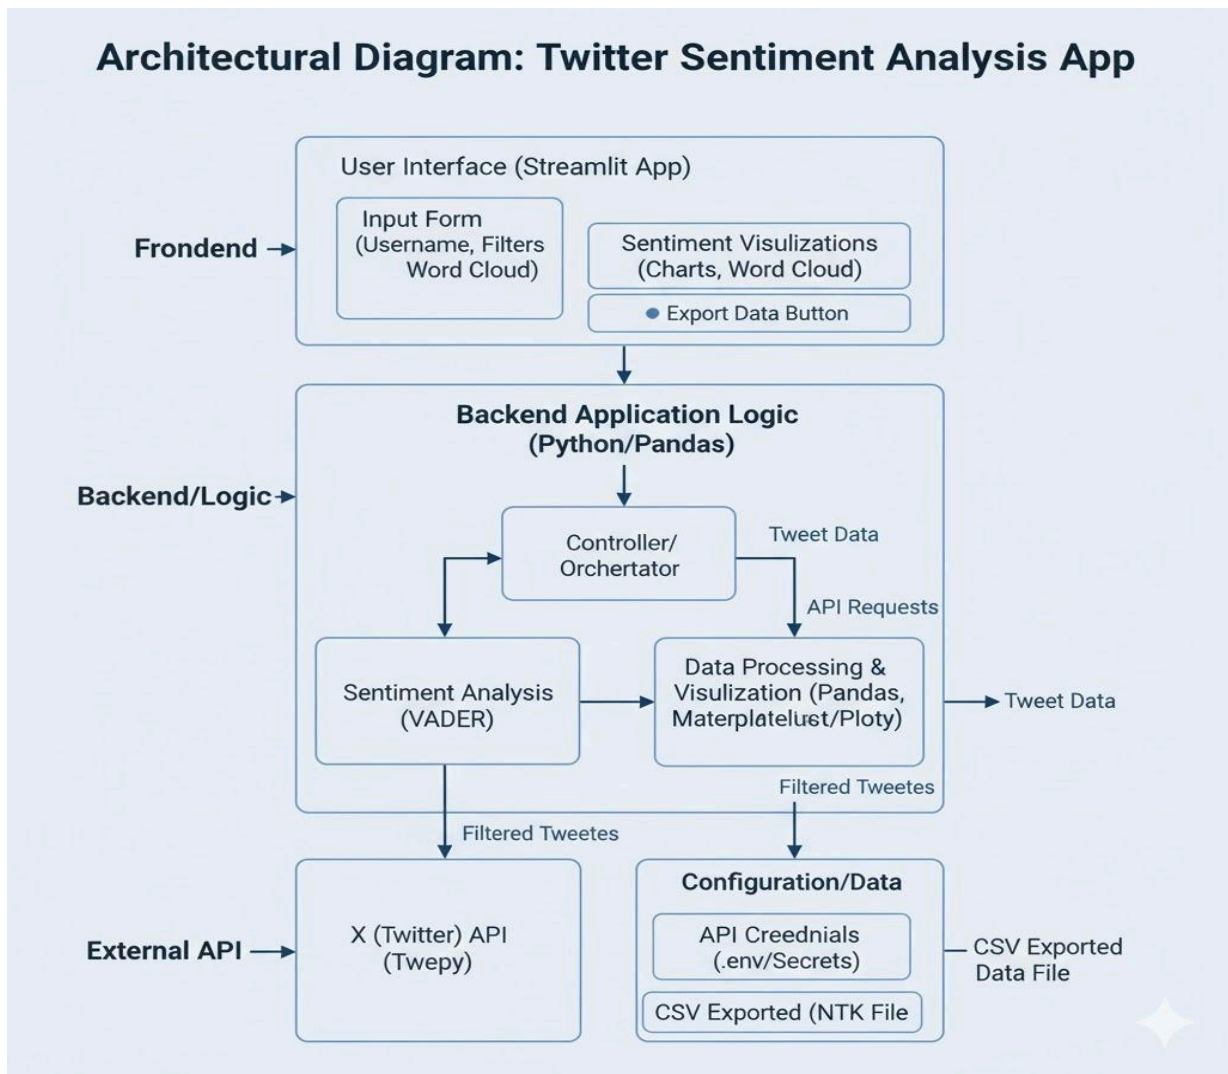 Architectural Diagram: Twitter Sentiment Analysis App
User Interface (Streamlit App)
Input Form
(Username, Filters
Word Cloud)
Frondend
Sentiment Visulizations
(Charts, Word Cloud)
Export Data Button
Backend Application Logic
(Python/Pandas)
Backend/Logic
Controller/
Orchertator
Tweet Data
API Requests
Sentiment Analysis
(VADER)
Data Processing &
Visulization (Pandas,
/Ploty)
Tweet Data
Filtered Tweetes
Filtered Tweetes
External API
X (Twitter) API
(Twepy)
Configuration/Data
API Creednials
(.env/Secrets)
CSV Exported (NTK File
CSV Exported
Data File